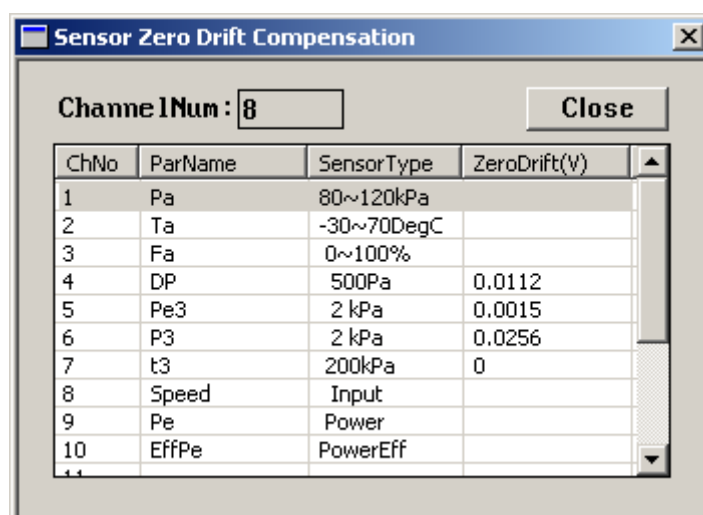 Sensor Zero Drift Compensation
ChannelNum: 8 Close
ChNo ParName SensorType ZeroDrift(V)
1 Pa 80~120kPa
2 Ta -30~70DegC
3 Fa 0~100%
4 DP 500Pa 0.0112
5 Pe3 2 kPa 0.0015
6 P3 2 kPa 0.0256
7 t3 200kPa 0
8 Speed Input
9 Pe Power
10 EffPe PowerEff